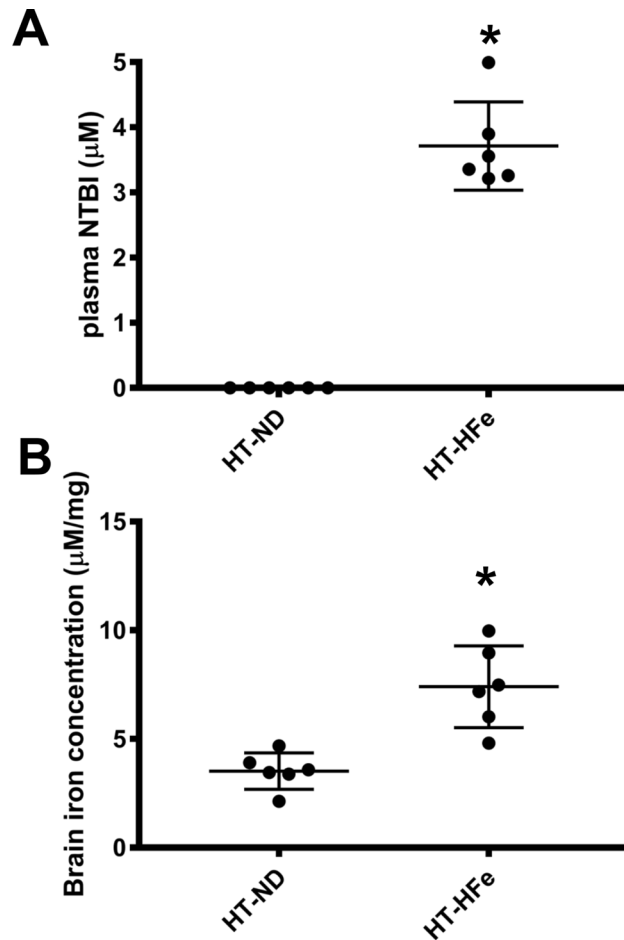 A
*
plasma NTBI (μM)
5
4
3
2
1
0
HT-ND
HT-HFe
B
*
Brain iron concentration (μM/mg)
15
10
5
0
HT-ND
HT-HFe